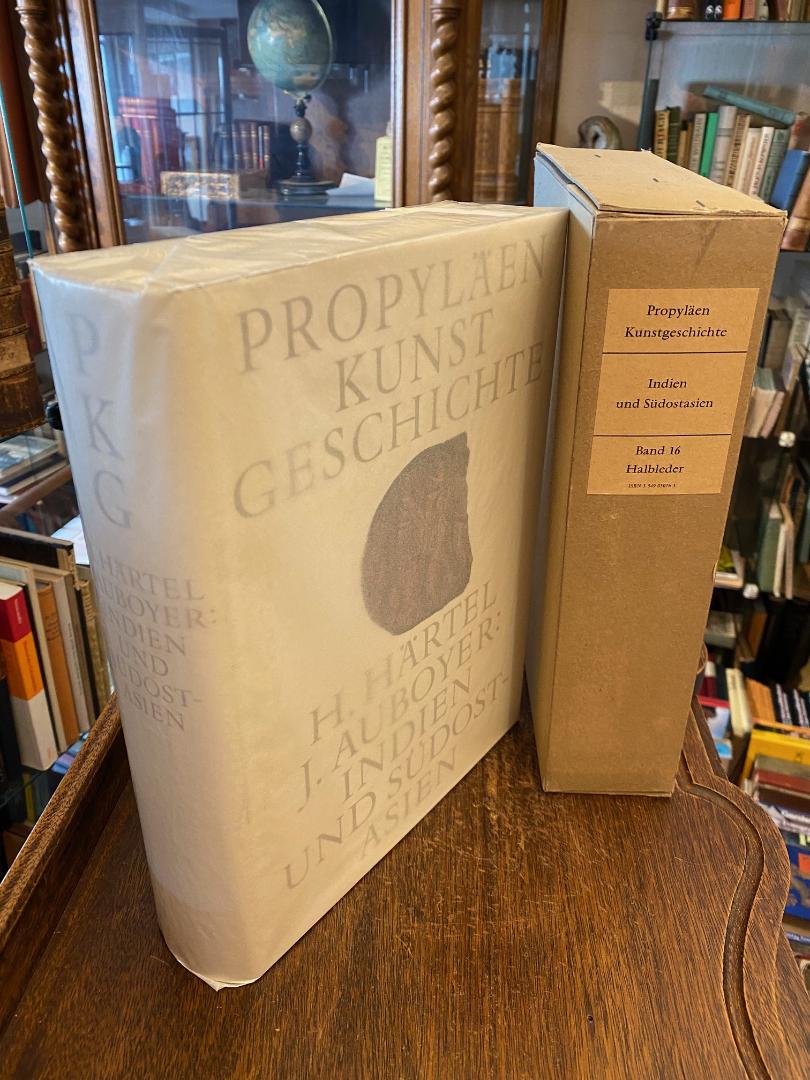 P
K
G
HÄRTEL
AUBOYER:
INDIEN
UND
SÜDOST-
ASIEN
PROPYLÄEN
KUNST
GESCHICHTE
H. HÄRTEL
J. AUBOYER:
INDIEN
UND SÜDOST-
ASIEN
Propyläen
Kunstgeschichte
Indien
und Südostasien
Band 16
Halbleder